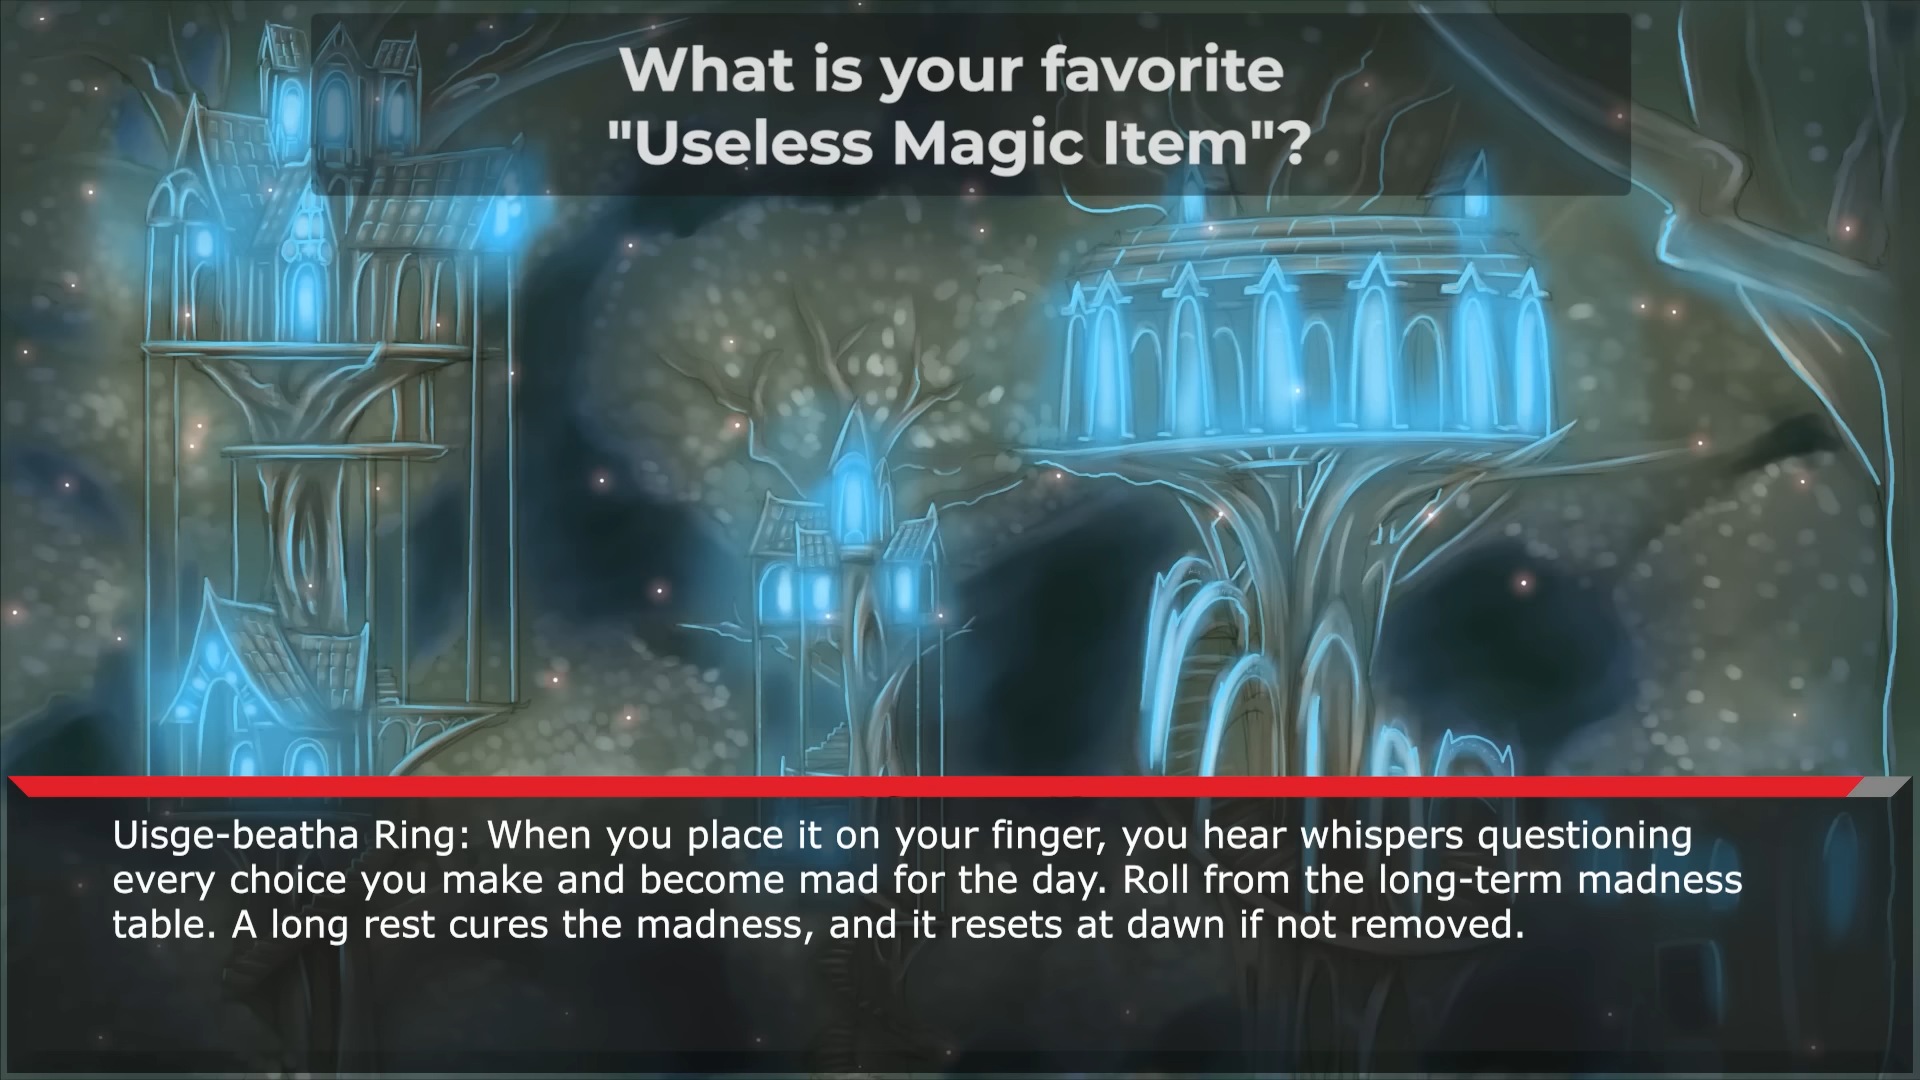 What is your favorite
"Useless Magic Item"?
Uisge-beatha Ring: When you place it on your finger, you hear whispers questioning
every choice you make and become mad for the day. Roll from the long-term madness
table. A long rest cures the madness, and it resets at dawn if not removed.